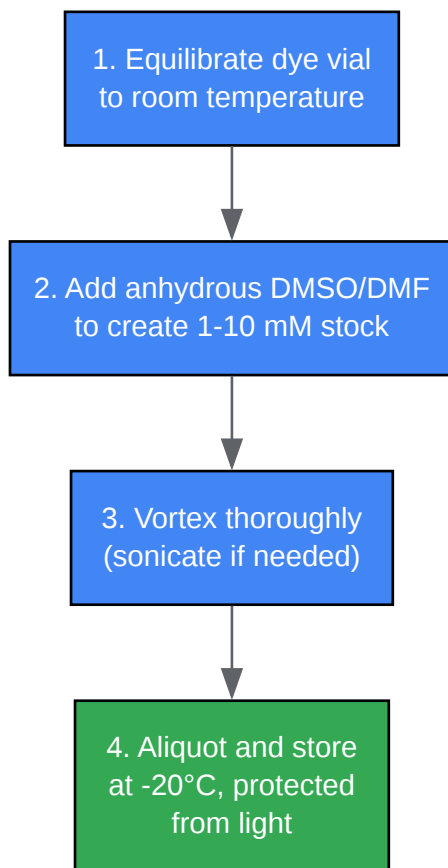 1. Equilibrate dye vial
to room temperature
2. Add anhydrous DMSO/DMF
to create 1-10 mM stock
3. Vortex thoroughly
(sonicate if needed)
4. Aliquot and store
at -20°C, protected
from light